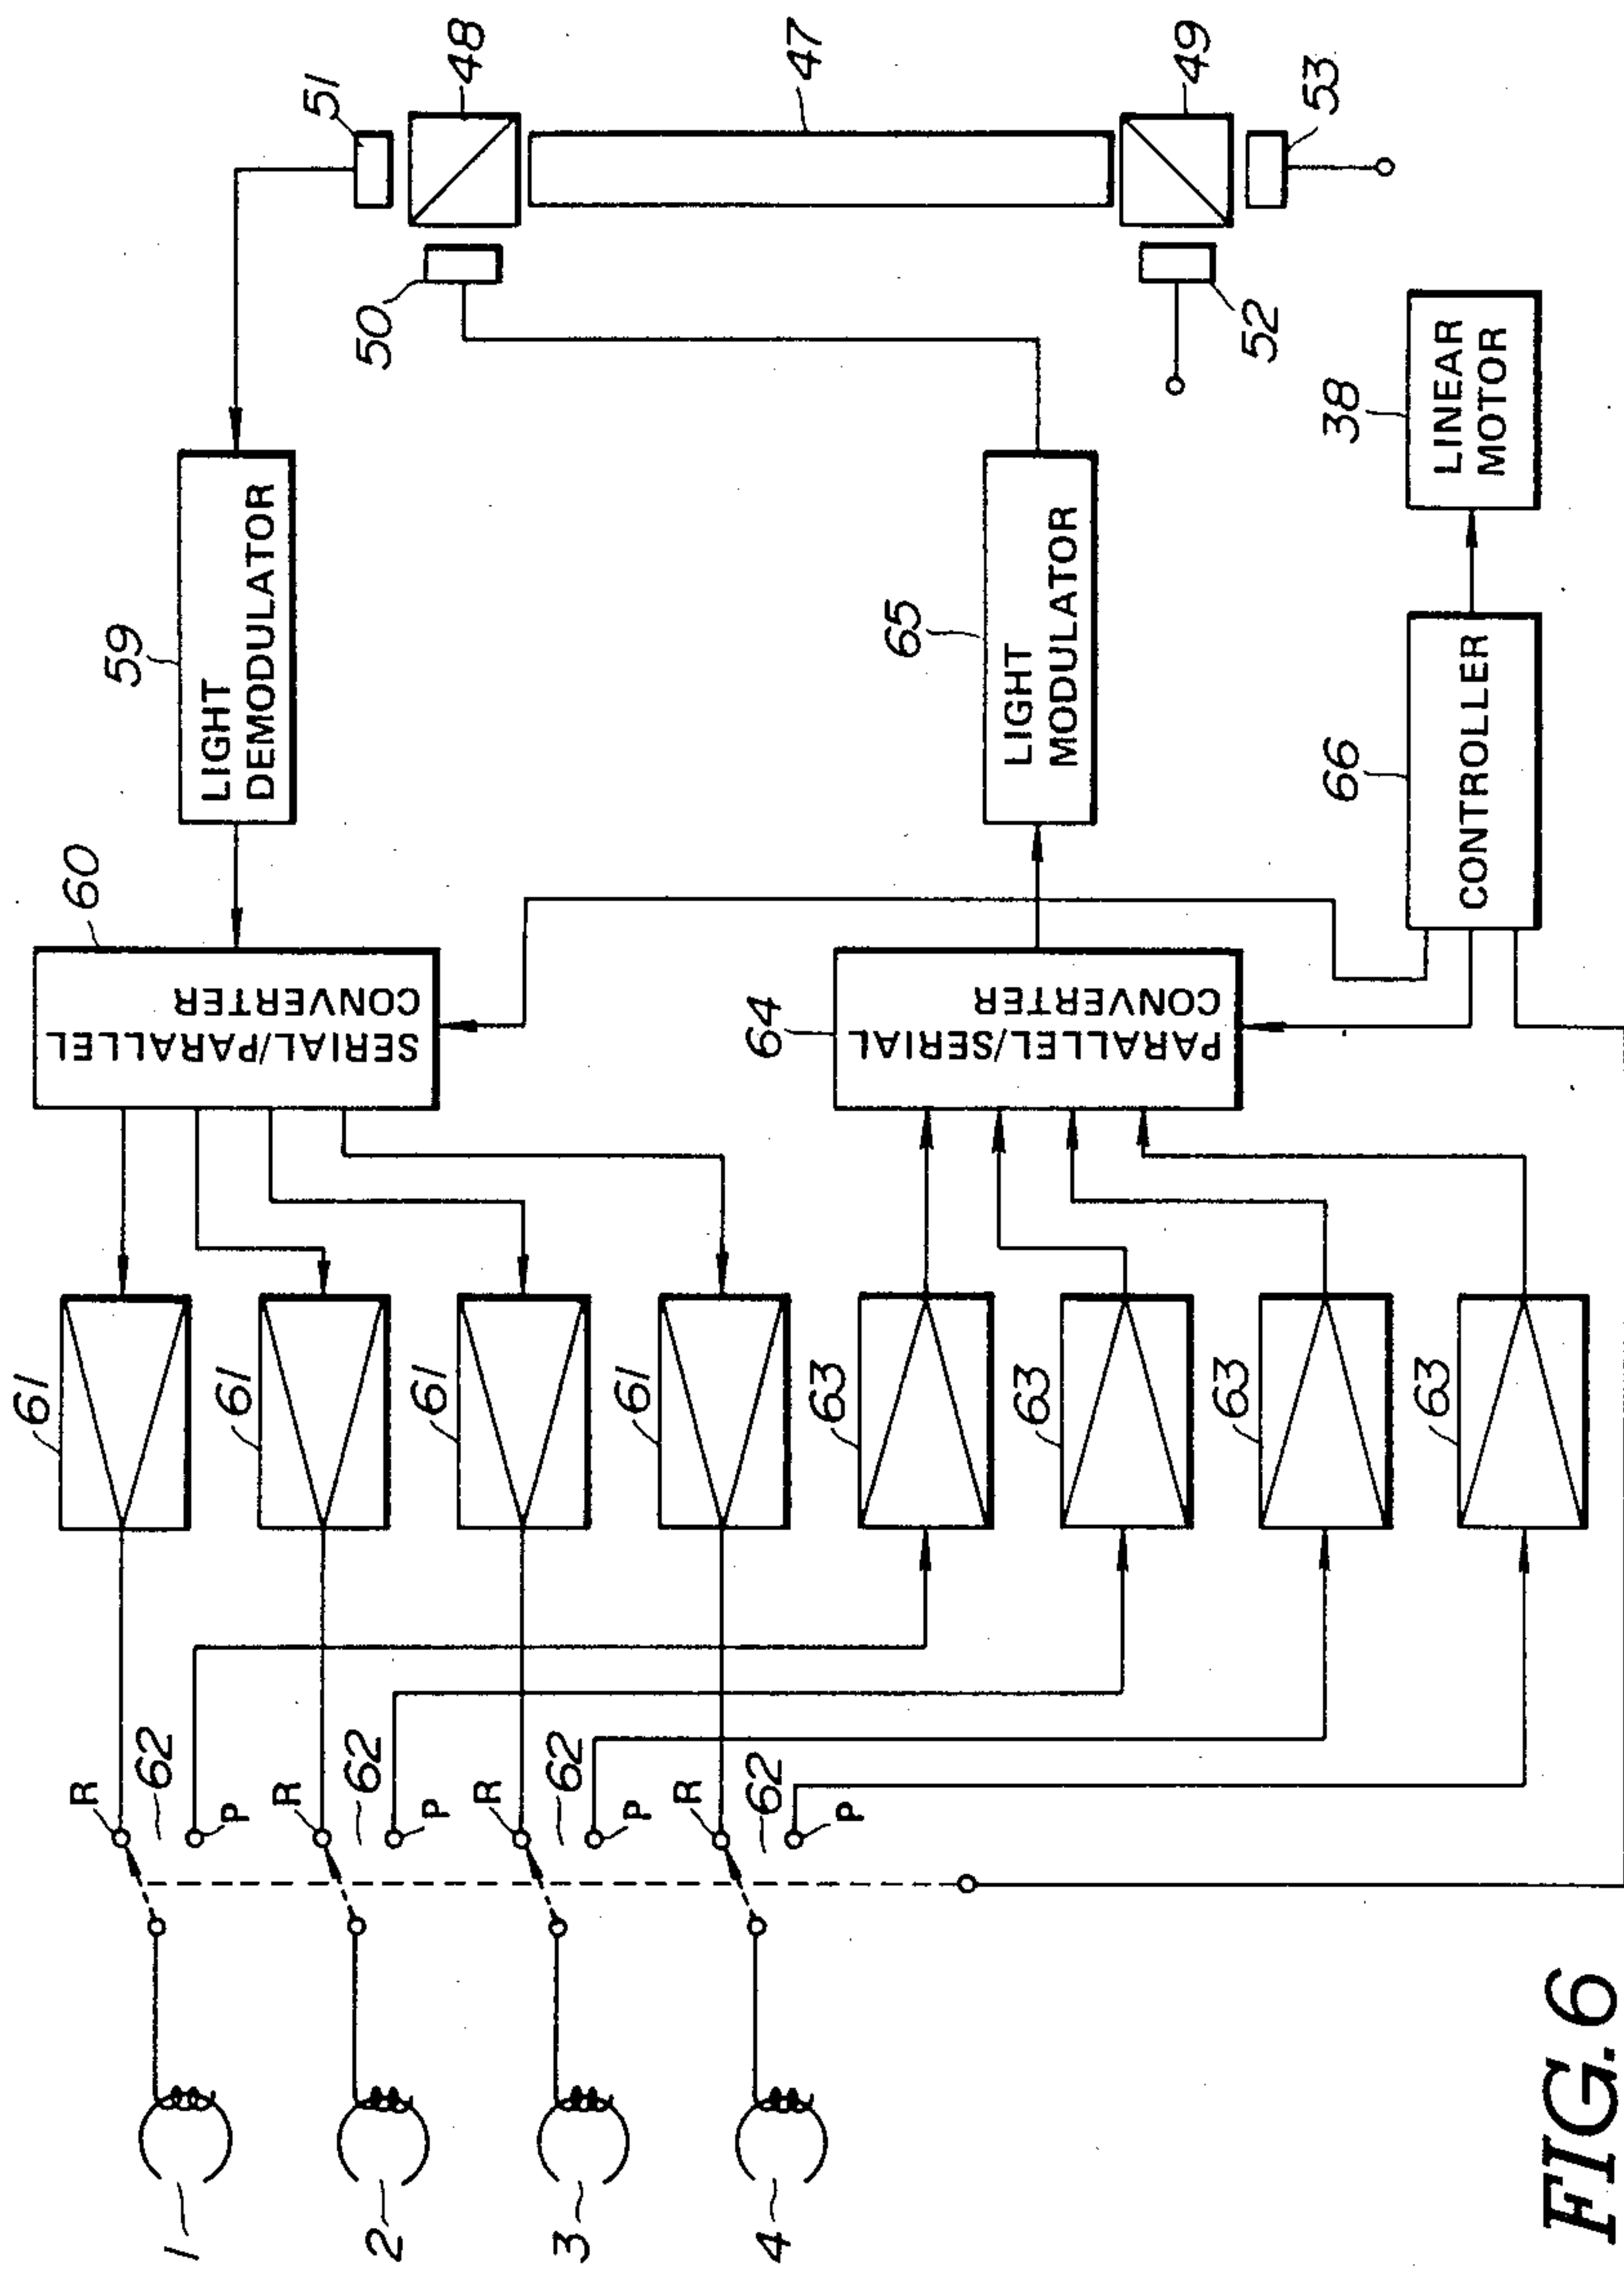 51
48
47
49
53
50
52
59
LIGHT
DEMODULATOR
65
LIGHT
MODULATOR
38
LINEAR
MOTOR
66
CONTROLLER
60
SERIAL/PARALLEL
CONVERTER
64
PARALLEL/SERIAL
CONVERTER
61
61
61
61
63
63
63
63
R
62
P
R
62
P
R
62
P
R
62
P
1
2
3
4
FIG. 6